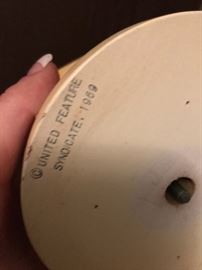 © UNITED FEATURE
SYNDICATE, 1969